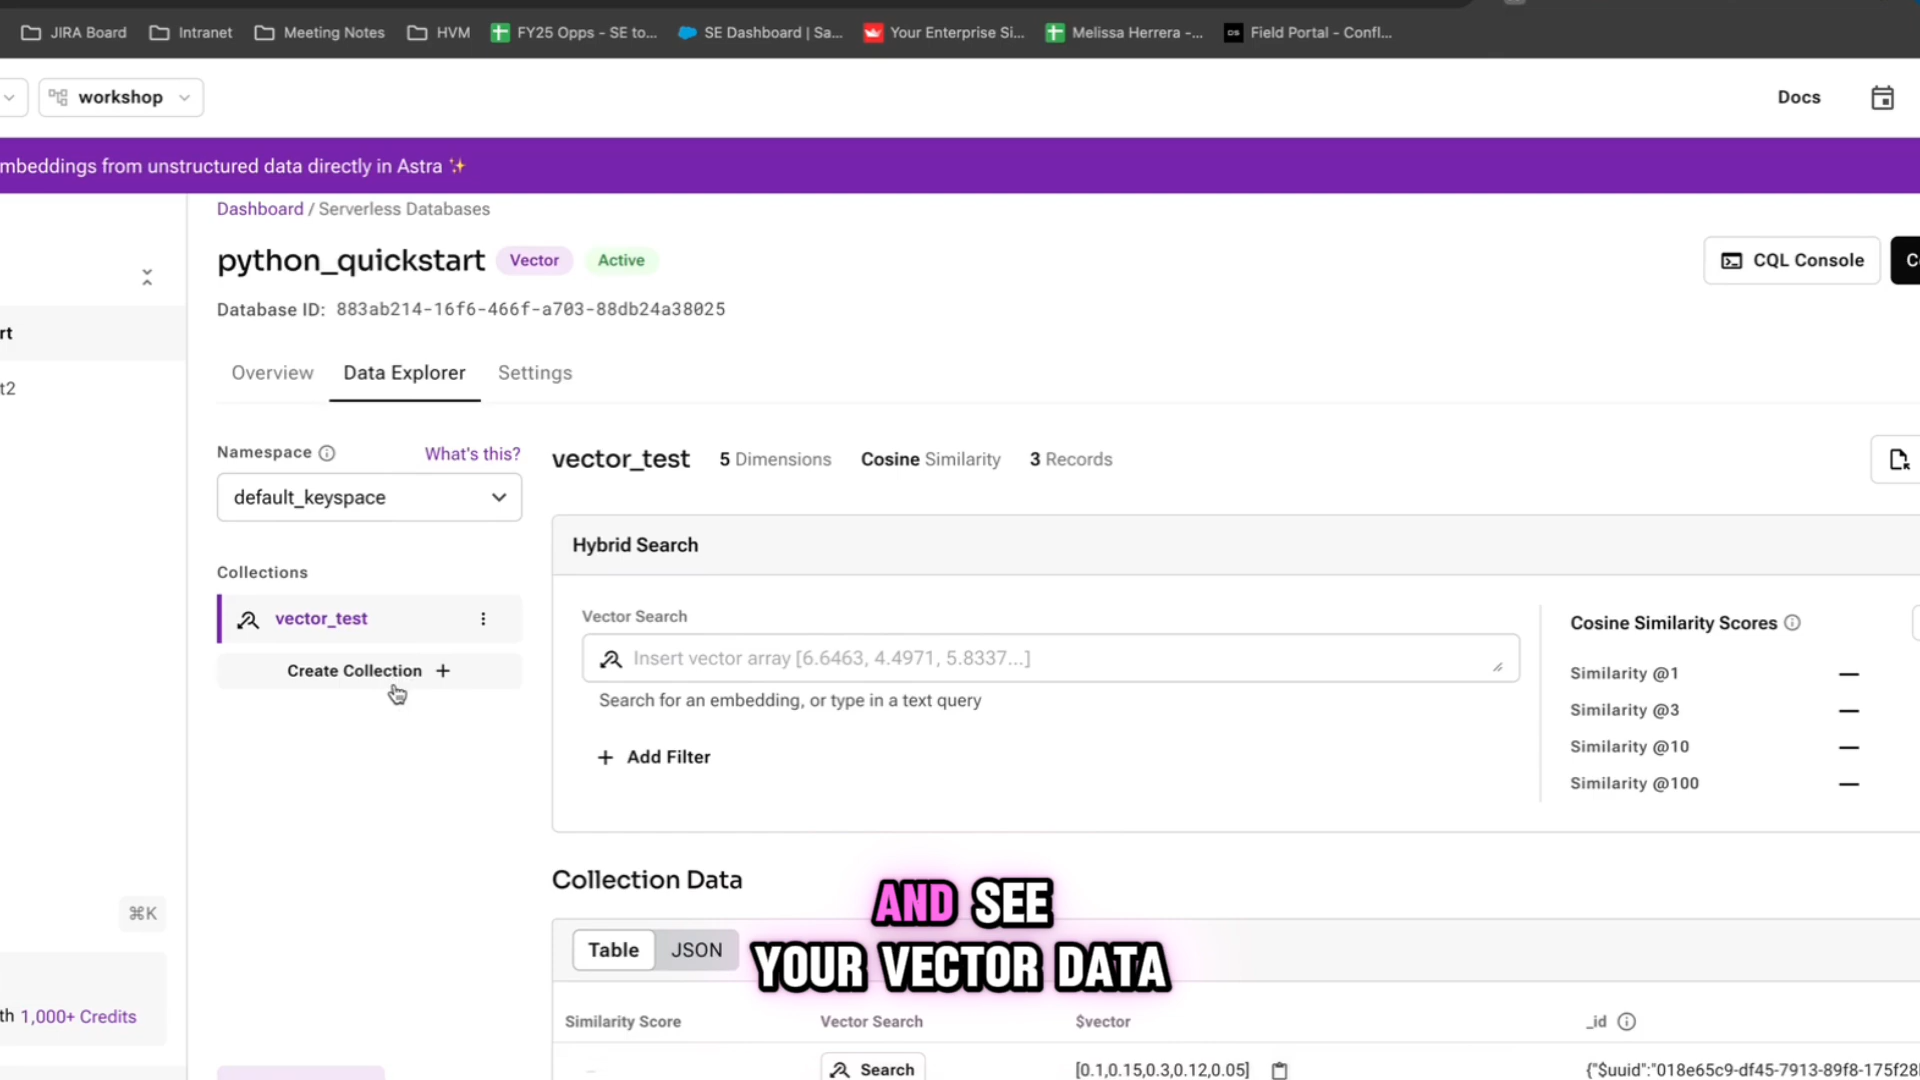 JIRA Board Intranet Meeting Notes HVM FY25 Opps - SE to... SE Dashboard | Sa... Your Enterprise Si... Melissa Herrera -... Field Portal - Confl...
workshop Docs
mbeddings from unstructured data directly in Astra ✨
Dashboard / Serverless Databases
python_quickstart Vector Active CQL Console
Database ID: 883ab214-16f6-466f-a703-88db24a38025
rt
t2
Overview Data Explorer Settings
Namespace What's this?
default_keyspace
vector_test 5 Dimensions Cosine Similarity 3 Records
Collections
vector_test
Create Collection +
Hybrid Search
Vector Search
Insert vector array [6.6463, 4.4971, 5.8337...]
Search for an embedding, or type in a text query
+ Add Filter
Cosine Similarity Scores
Similarity @1 —
Similarity @3 —
Similarity @10 —
Similarity @100 —
Collection Data
AND SEE
YOUR VECTOR DATA
Table JSON
⌘K
th 1,000+ Credits
Similarity Score Vector Search $vector _id
Search [0.1,0.15,0.3,0.12,0.05] {"$uuid":"018e65c9-df45-7913-89f8-175f28